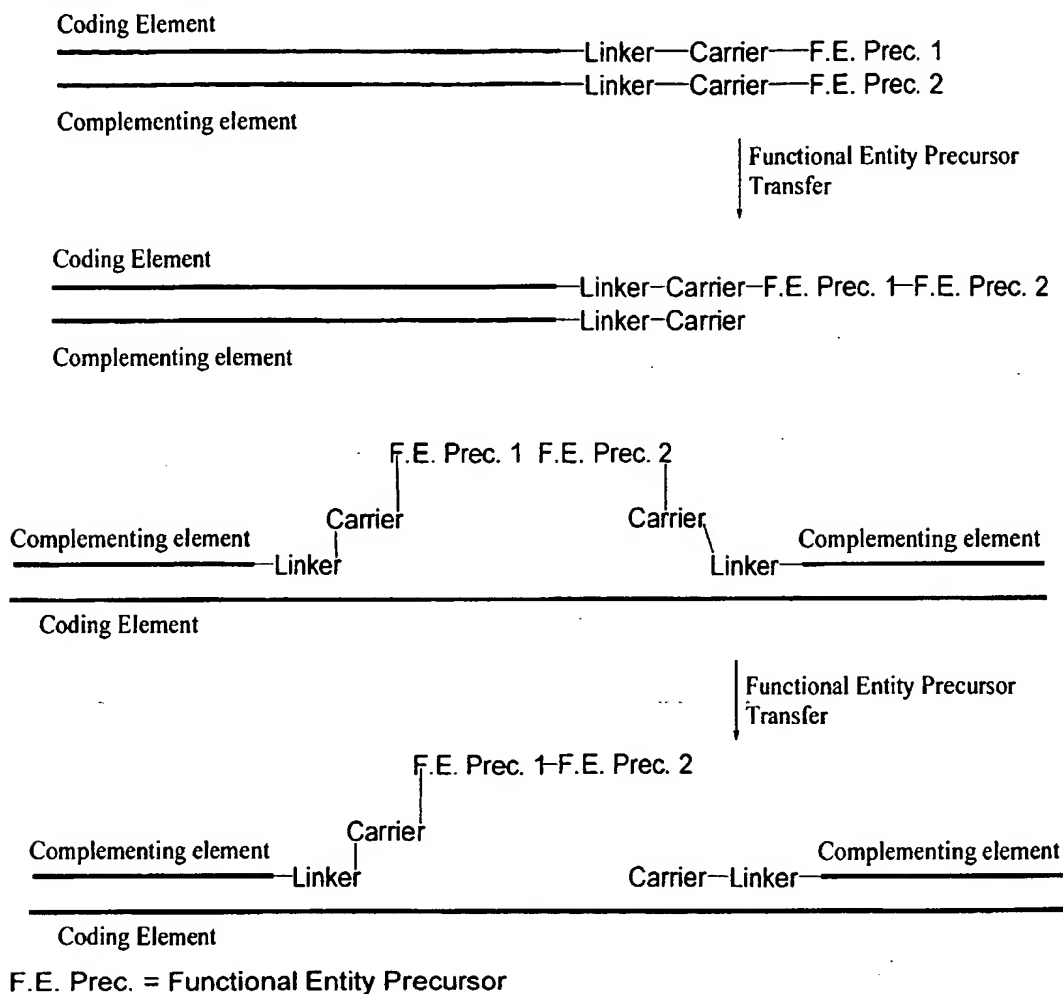 Coding Element
Linker—Carrier—F.E. Prec. 1
Linker—Carrier—F.E. Prec. 2
Complementing element
Functional Entity Precursor
Transfer
Coding Element
Linker–Carrier–F.E. Prec. 1–F.E. Prec. 2
Linker–Carrier
Complementing element
F.E. Prec. 1 F.E. Prec. 2
Carrier Carrier
Complementing element Complementing element
Linker Linker
Coding Element
Functional Entity Precursor
Transfer
F.E. Prec. 1–F.E. Prec. 2
Carrier
Complementing element Complementing element
Linker Carrier–Linker
Coding Element
F.E. Prec. = Functional Entity Precursor